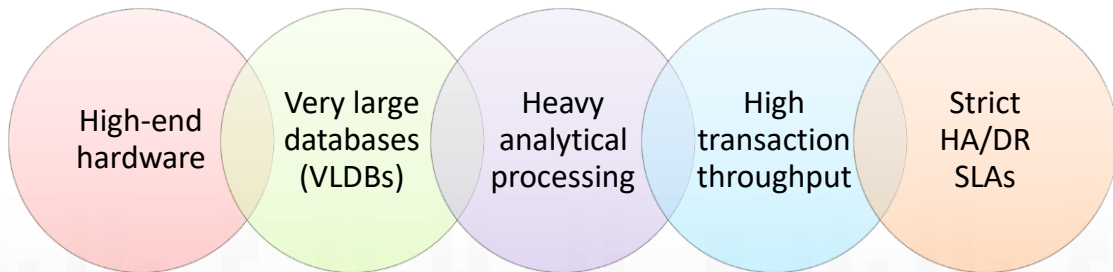 High-end
hardware
Very large
databases
(VLDBs)
Heavy
analytical
processing
High
transaction
throughput
Strict
HA/DR
SLAs